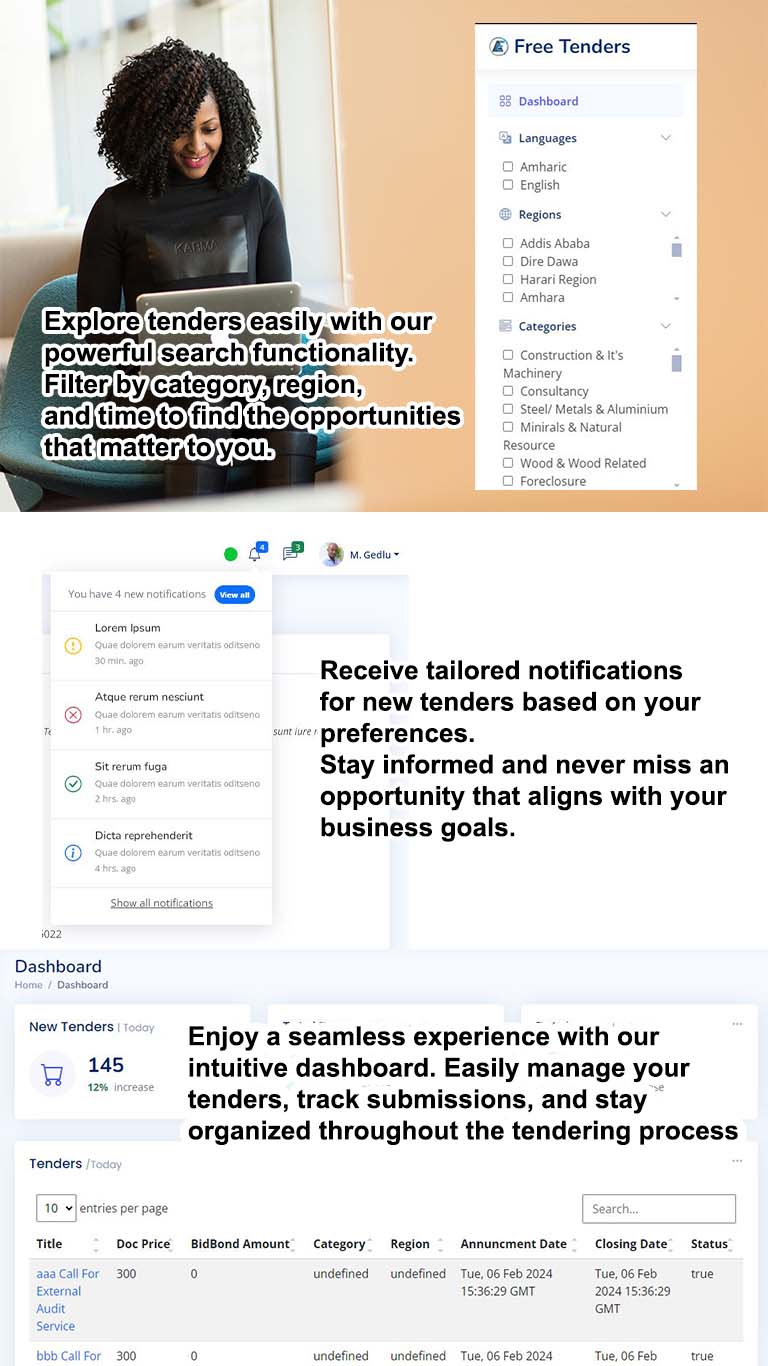 Free Tenders
Dashboard
Languages
Amharic
English
Regions
Addis Ababa
Dire Dawa
Harari Region
Amhara
Categories
Construction & It's
Machinery
Consultancy
Steel/ Metals & Aluminium
Minirals & Natural
Resource
Wood & Wood Related
Foreclosure
KARMA
Explore tenders easily with our
powerful search functionality.
Filter by category, region,
and time to find the opportunities
that matter to you.
4
3
M. Gedlu
You have 4 new notifications View all
Lorem Ipsum
Quae dolorem earum veritatis oditseno
30 min. ago
Atque rerum nesciunt
Quae dolorem earum veritatis oditseno
1 hr. ago
Sit rerum fuga
Quae dolorem earum veritatis oditseno
2 hrs. ago
Dicta reprehenderit
Quae dolorem earum veritatis oditseno
4 hrs. ago
Show all notifications
sunt iure
Receive tailored notifications
for new tenders based on your
preferences.
Stay informed and never miss an
opportunity that aligns with your
business goals.
Dashboard
Home / Dashboard
New Tenders | Today
145
12% increase
Enjoy a seamless experience with our
intuitive dashboard. Easily manage your
tenders, track submissions, and stay
organized throughout the tendering process
Tenders /Today
10 entries per page
Search...
Title Doc Price BidBond Amount Category Region Annuncment Date Closing Date Status
aaa Call For 300 0 undefined undefined Tue, 06 Feb 2024 Tue, 06 Feb true
External 15:36:29 GMT 2024 15:36:29
Audit GMT
Service
bbb Call For 300 0 undefined undefined Tue, 06 Feb 2024 Tue, 06 Feb true